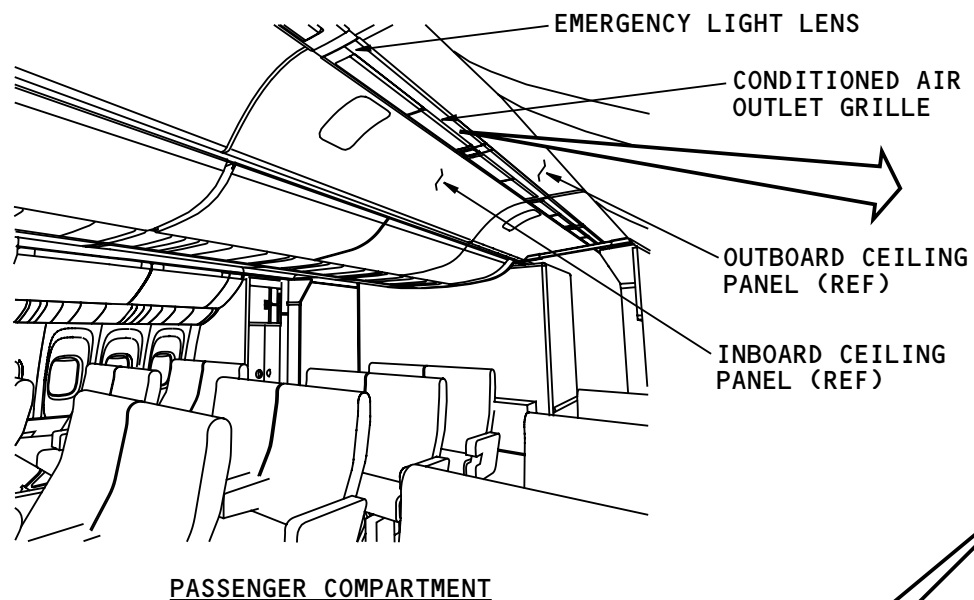 EMERGENCY LIGHT LENS
CONDITIONED AIR
OUTLET GRILLE
OUTBOARD CEILING
PANEL (REF)
INBOARD CEILING
PANEL (REF)
PASSENGER COMPARTMENT